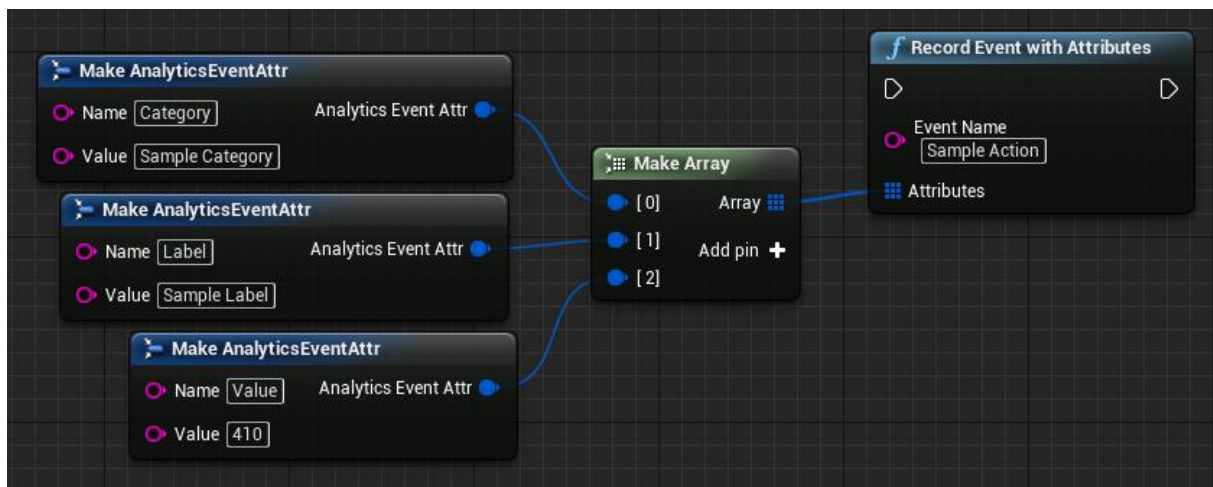 Make AnalyticsEventAttr
Name Category Analytics Event Attr
Value Sample Category
Make AnalyticsEventAttr
Name Label Analytics Event Attr
Value Sample Label
Make AnalyticsEventAttr
Name Value Analytics Event Attr
Value 410
Make Array
[0] Array
[1]
Add pin +
[2]
f Record Event with Attributes
Event Name
Sample Action
Attributes